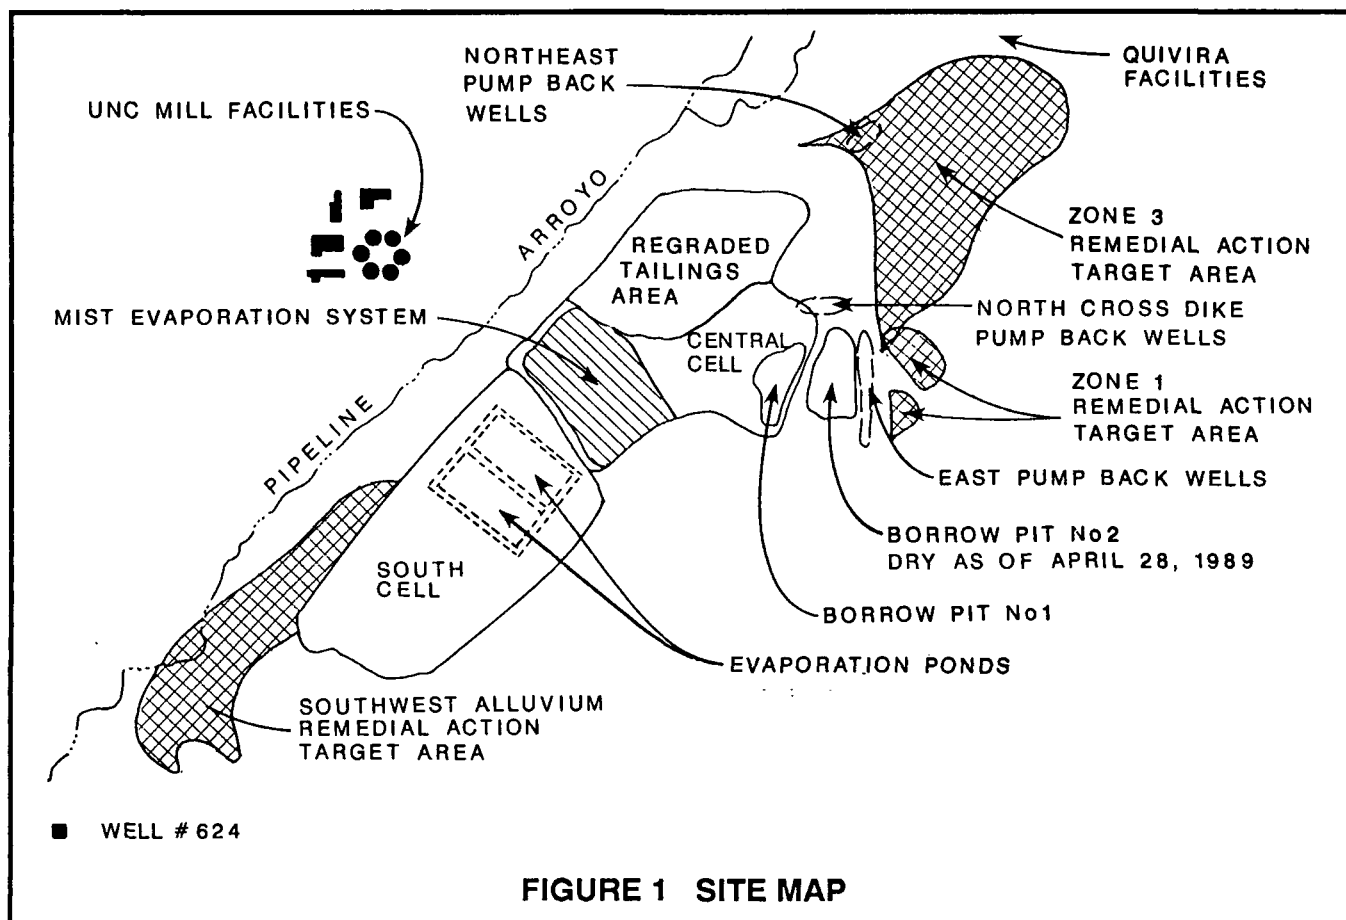 NORTHEAST
PUMP BACK
WELLS
QUIVIRA
FACILITIES
UNC MILL FACILITIES
ARROYO
ZONE 3
REMEDIAL ACTION
TARGET AREA
REGRADED
TAILINGS
AREA
NORTH CROSS DIKE
PUMP BACK WELLS
MIST EVAPORATION SYSTEM
CENTRAL
CELL
ZONE 1
REMEDIAL ACTION
TARGET AREA
PIPELINE
EAST PUMP BACK WELLS
BORROW PIT No2
DRY AS OF APRIL 28, 1989
SOUTH
CELL
BORROW PIT No1
EVAPORATION PONDS
SOUTHWEST ALLUVIUM
REMEDIAL ACTION
TARGET AREA
WELL #624
FIGURE 1 SITE MAP